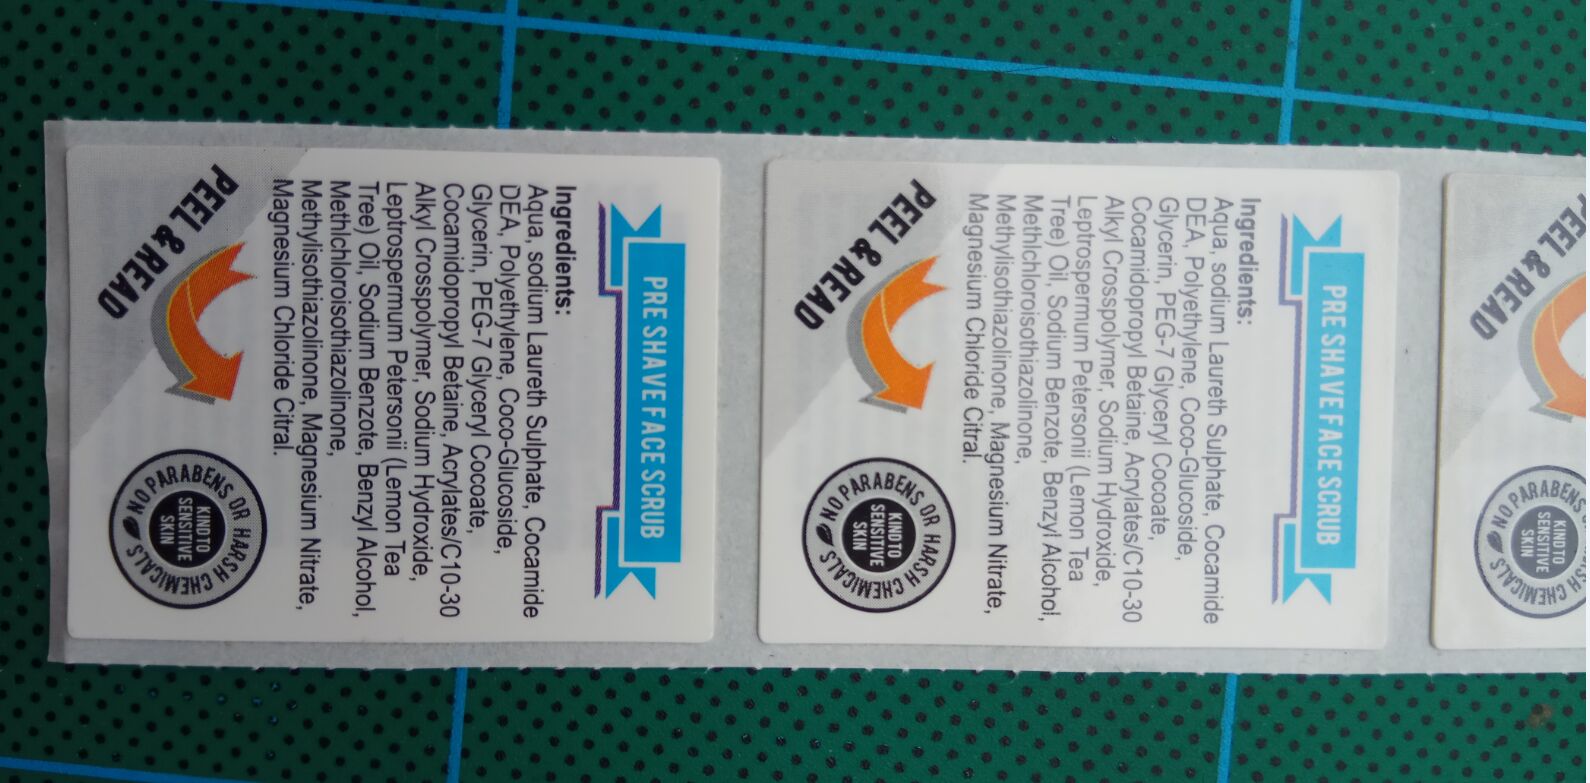 PRE SHAVE FACE SCRUB
Ingredients:
Aqua, sodium Laureth Sulphate, Cocamide
DEA, Polyethylene, Coco-Glucoside,
Glycerin, PEG-7 Glyceryl Cocoate,
Cocamidopropyl Betaine, Acrylates/C10-30
Alkyl Crosspolymer, Sodium Hydroxide,
Leptrospermum Petersonii (Lemon Tea
Tree) Oil, Sodium Benzote, Benzyl Alcohol,
Methlchloroisothiazolinone,
Methylisothiazolinone, Magnesium Nitrate,
Magnesium Chloride Citral.
PEEL & READ
NO PARABENS OR HARSH CHEMICALS
KIND TO
SENSITIVE
SKIN
PRE SHAVE FACE SCRUB
Ingredients:
Aqua, sodium Laureth Sulphate, Cocamide
DEA, Polyethylene, Coco-Glucoside,
Glycerin, PEG-7 Glyceryl Cocoate,
Cocamidopropyl Betaine, Acrylates/C10-30
Alkyl Crosspolymer, Sodium Hydroxide,
Leptrospermum Petersonii (Lemon Tea
Tree) Oil, Sodium Benzote, Benzyl Alcohol,
Methlchloroisothiazolinone,
Methylisothiazolinone, Magnesium Nitrate,
Magnesium Chloride Citral.
PEEL & READ
NO PARABENS OR HARSH CHEMICALS
KIND TO
SENSITIVE
SKIN
& READ
NO PARABENS
CHEMICALS
KIND TO
SENSITIVE
SKIN